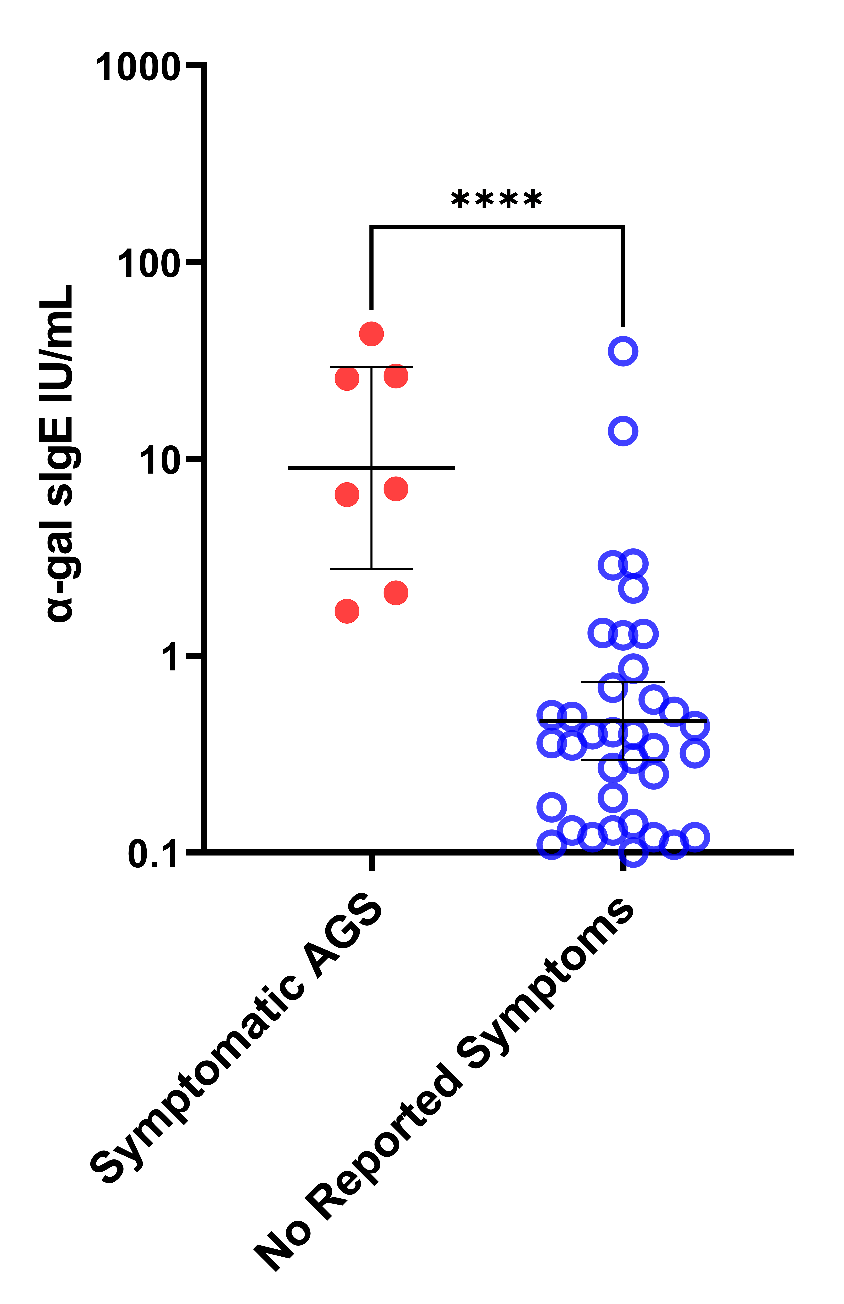 1000
****
100
α-gal sIgE IU/mL
10
1
0.1
Symptomatic AGS
No Reported Symptoms